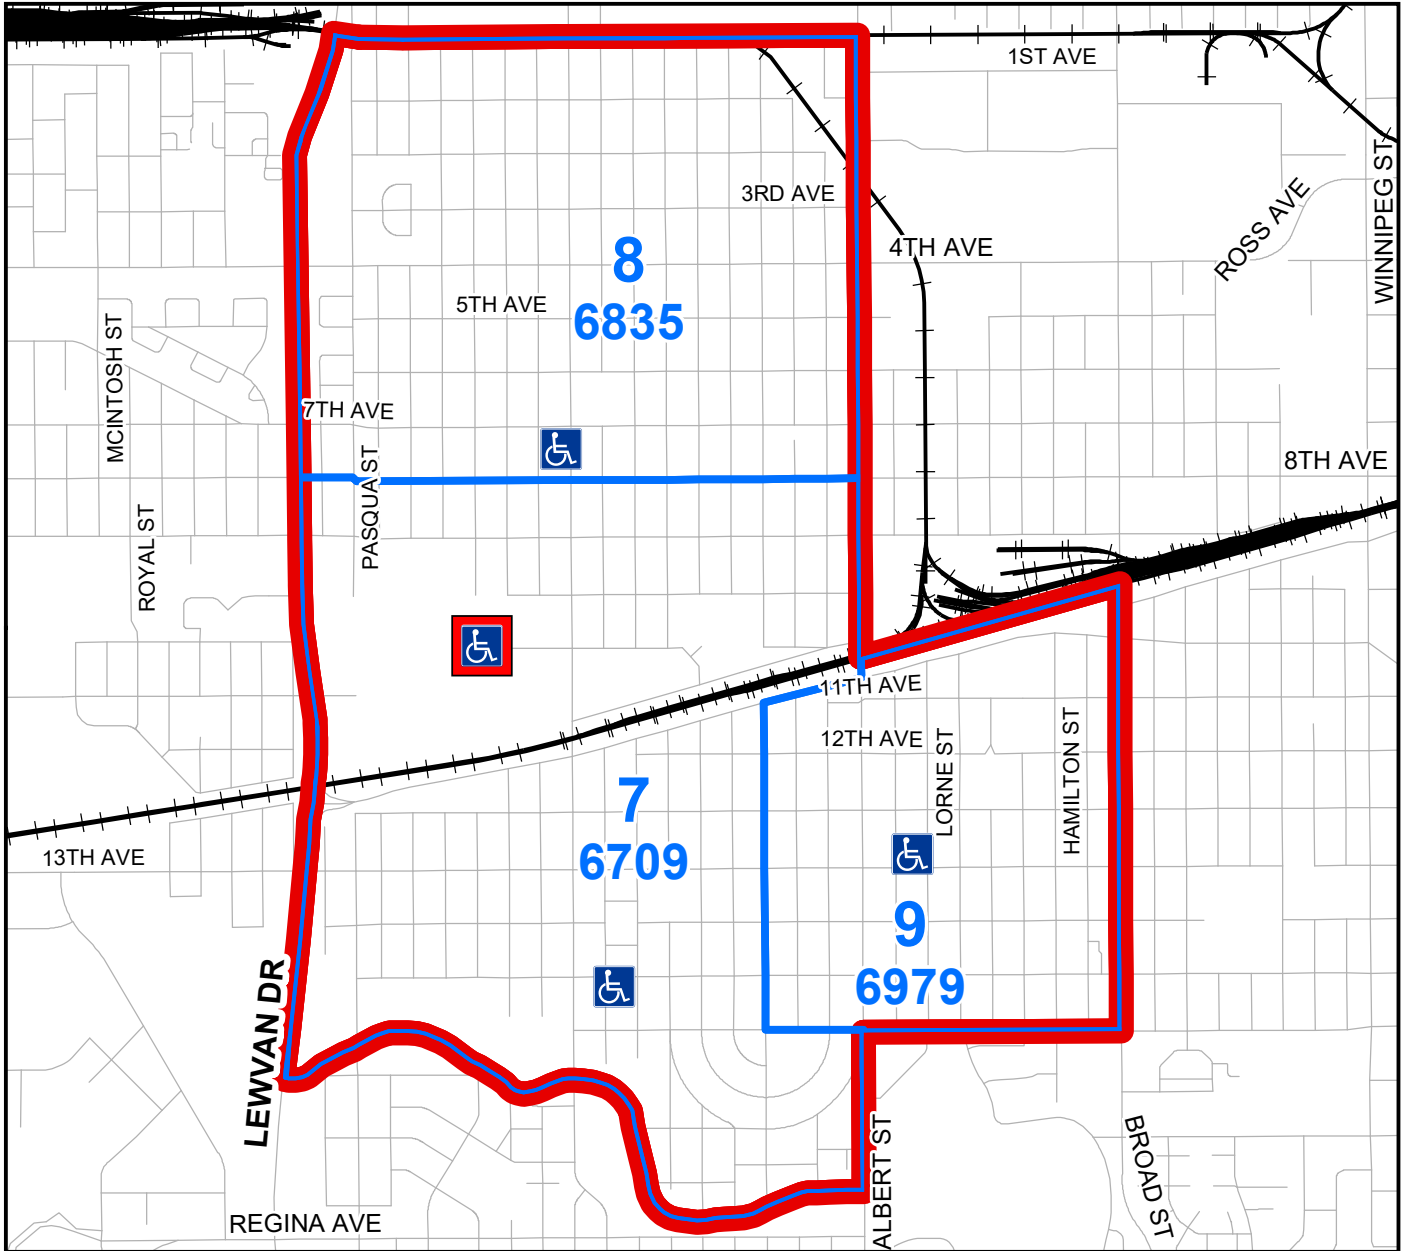 1ST AVE
WINNIPEG ST
3RD AVE
ROSS AVE
4TH AVE
8
5TH AVE
6835
MCINTOSH ST
7TH AVE
8TH AVE
PASQUA ST
ROYAL ST
11TH AVE
12TH AVE
LORNE ST
HAMILTON ST
7
6709
13TH AVE
9
6979
LEWVAN DR
ALBERT ST
BROAD ST
REGINA AVE